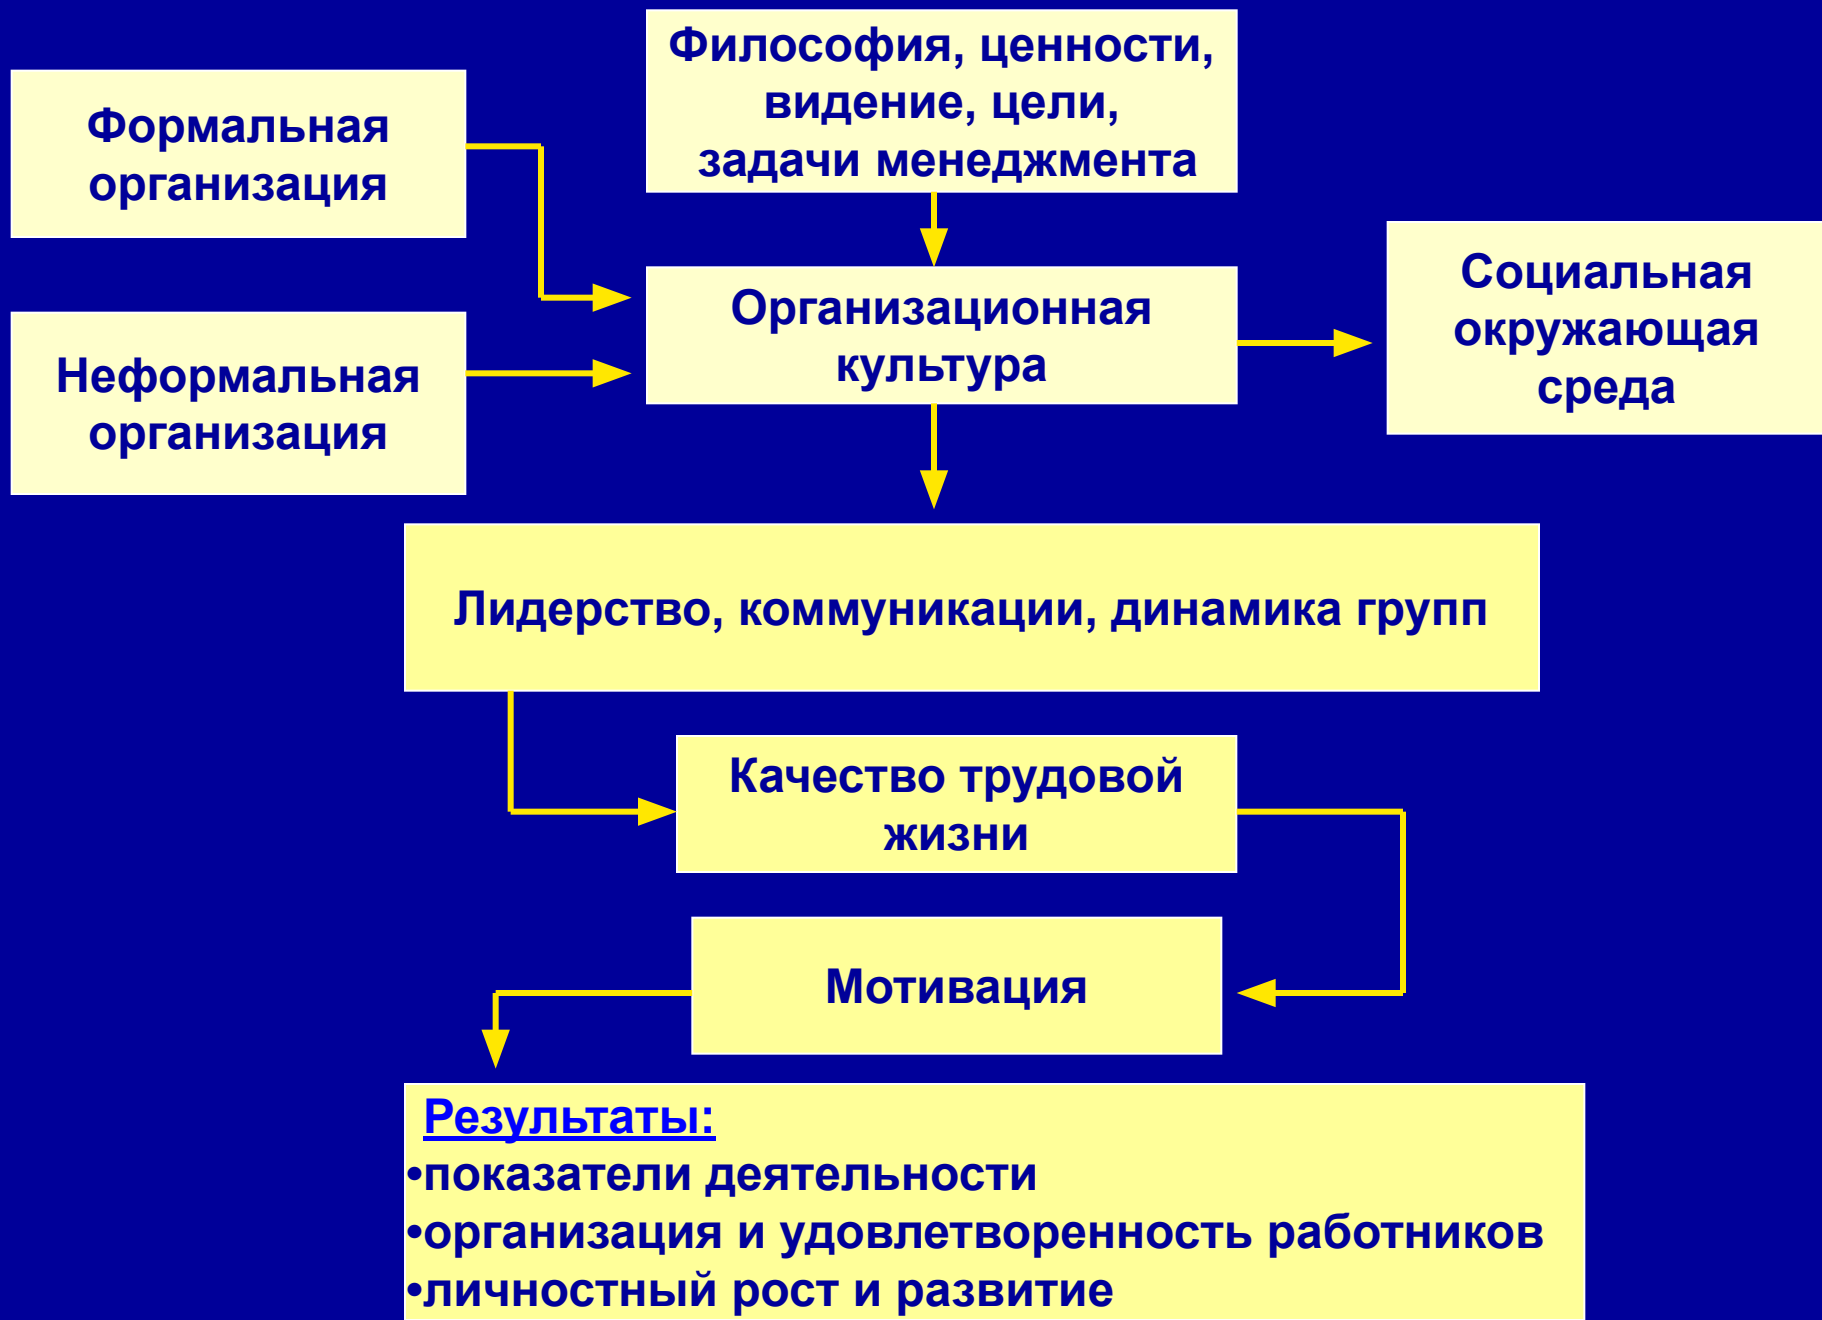 Философия, ценности,
видение, цели,
задачи менеджмента
Формальная
организация
Организационная
культура
Социальная
окружающая
среда
Неформальная
организация
Лидерство, коммуникации, динамика групп
Качество трудовой
жизни
Мотивация
Результаты:
•показатели деятельности
•организация и удовлетворенность работников
•личностный рост и развитие